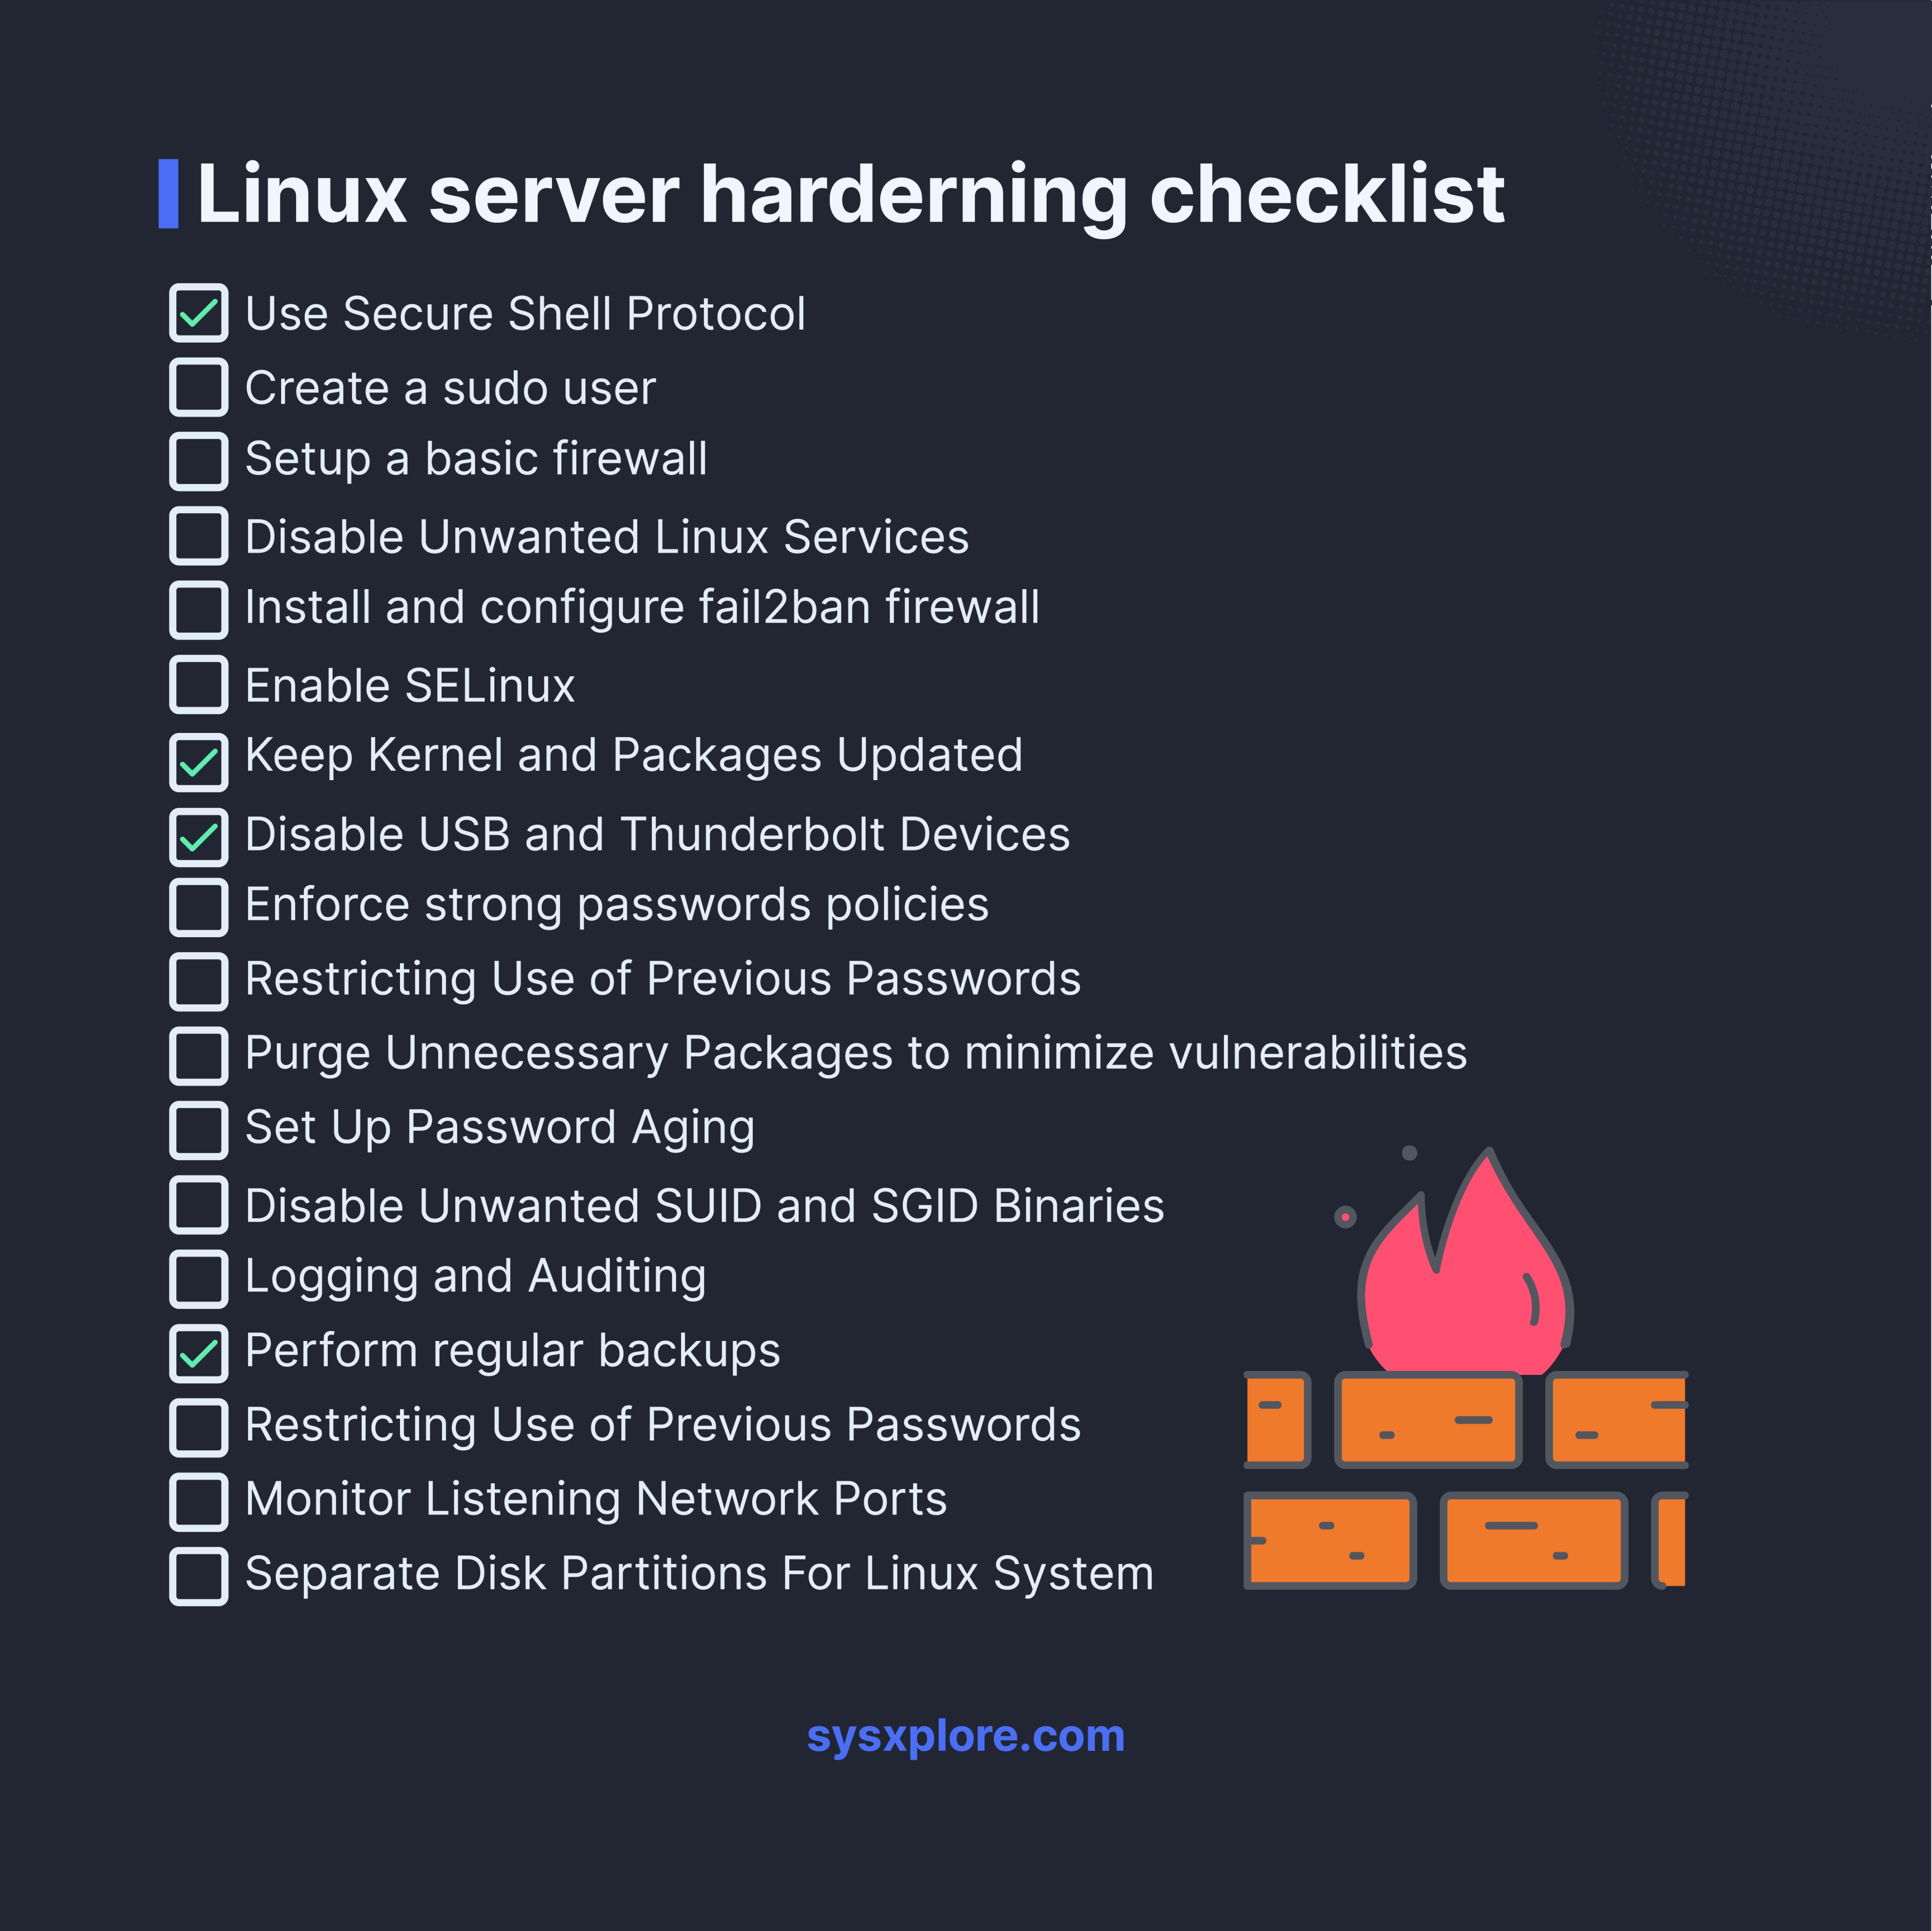 Linux server harderning checklist
Use Secure Shell Protocol
Create a sudo user
Setup a basic firewall
Disable Unwanted Linux Services
Install and configure fail2ban firewall
Enable SELinux
Keep Kernel and Packages Updated
Disable USB and Thunderbolt Devices
Enforce strong passwords policies
Restricting Use of Previous Passwords
Purge Unnecessary Packages to minimize vulnerabilities
Set Up Password Aging
Disable Unwanted SUID and SGID Binaries
Logging and Auditing
Perform regular backups
Restricting Use of Previous Passwords
Monitor Listening Network Ports
Separate Disk Partitions For Linux System
sysxplore.com